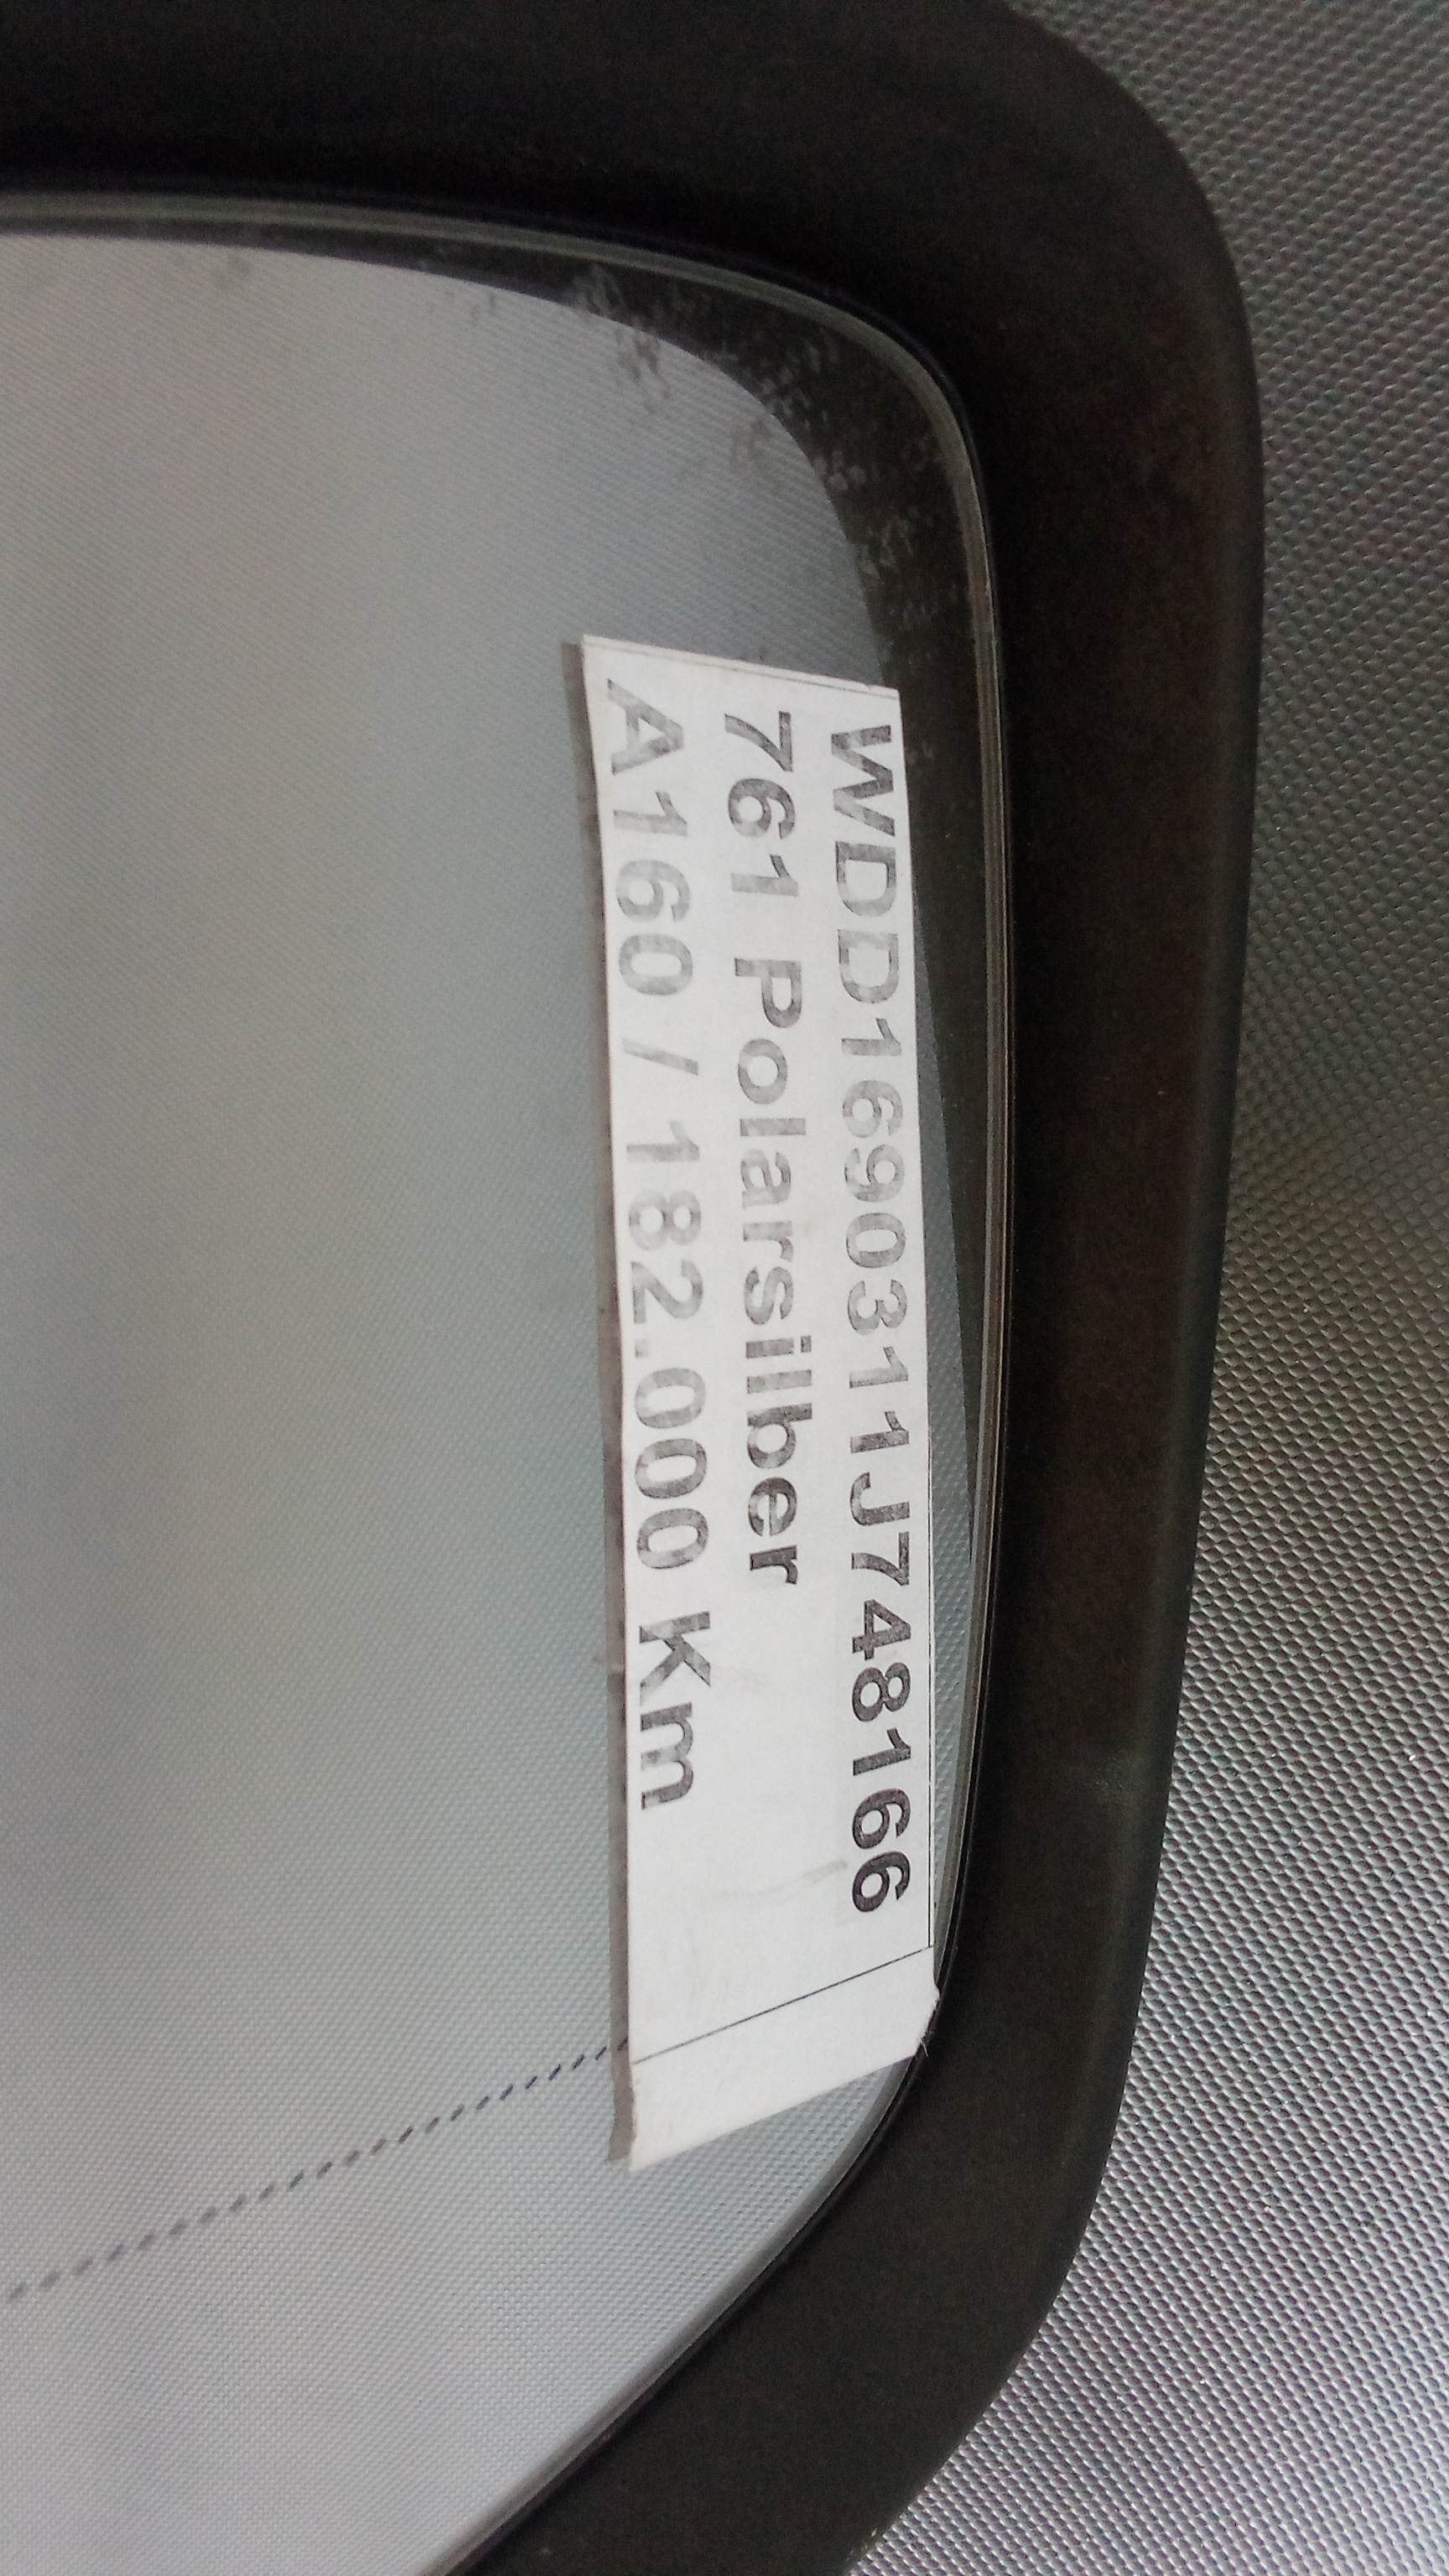 WDD1690311J748166
761 Polarsilber
A160 / 182.000 Km